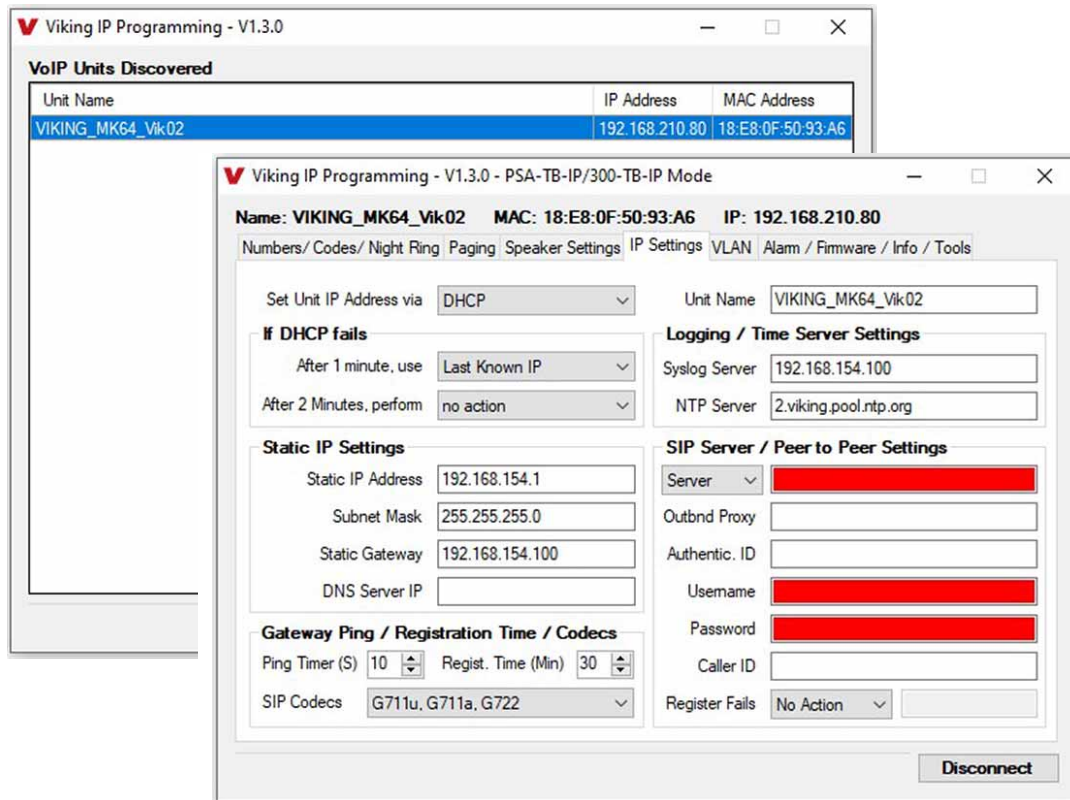 Viking IP Programming - V1.3.0
VoIP Units Discovered
Unit Name IP Address MAC Address
VIKING_MK64_Vik02 192.168.210.80 18:E8:0F:50:93:A6
Viking IP Programming - V1.3.0 - PSA-TB-IP/300-TB-IP Mode
Name: VIKING_MK64_Vik02 MAC: 18:E8:0F:50:93:A6 IP: 192.168.210.80
Numbers/ Codes/ Night Ring Paging Speaker Settings IP Settings VLAN Alarm / Firmware / Info / Tools
Set Unit IP Address via DHCP
If DHCP fails
After 1 minute, use Last Known IP
After 2 Minutes, perform no action
Static IP Settings
Static IP Address 192.168.154.1
Subnet Mask 255.255.255.0
Static Gateway 192.168.154.100
DNS Server IP
Gateway Ping / Registration Time / Codecs
Ping Timer (S) 10 Regist. Time (Min) 30
SIP Codecs G711u, G711a, G722
Unit Name VIKING_MK64_Vik02
Logging / Time Server Settings
Syslog Server 192.168.154.100
NTP Server 2.viking.pool.ntp.org
SIP Server / Peer to Peer Settings
Server
Outbnd Proxy
Authentic. ID
Username
Password
Caller ID
Register Fails No Action
Disconnect